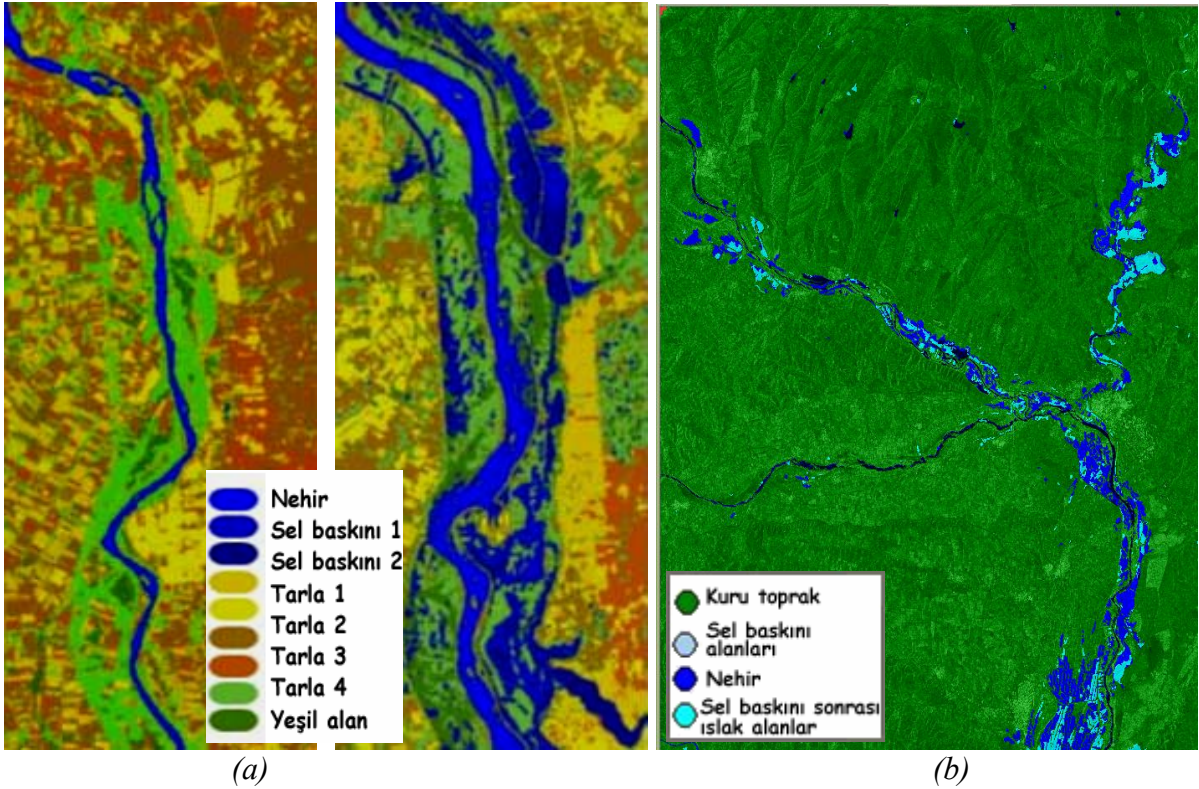 Nehir
Sel baskını 1
Sel baskını 2
Tarla 1
Tarla 2
Tarla 3
Tarla 4
Yeşil alan
Kuru toprak
Sel baskını
alanları
Nehir
Sel baskını sonrası
ıslak alanlar
(a)
(b)